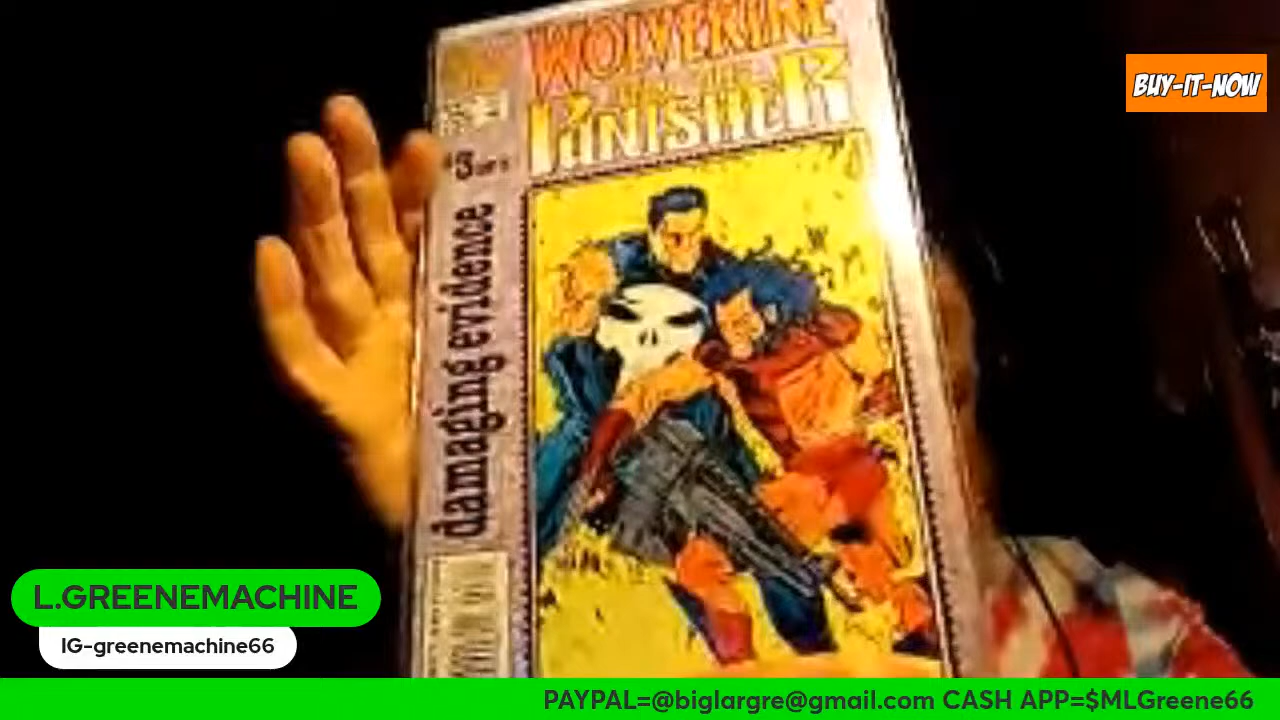 WOLVERINE
PUNISHER
#3
damaging evidence
BUY-IT-NOW
L.GREENEMACHINE
IG-greenemachine66
PAYPAL=@biglargre@gmail.com CASH APP=$MLGreene66